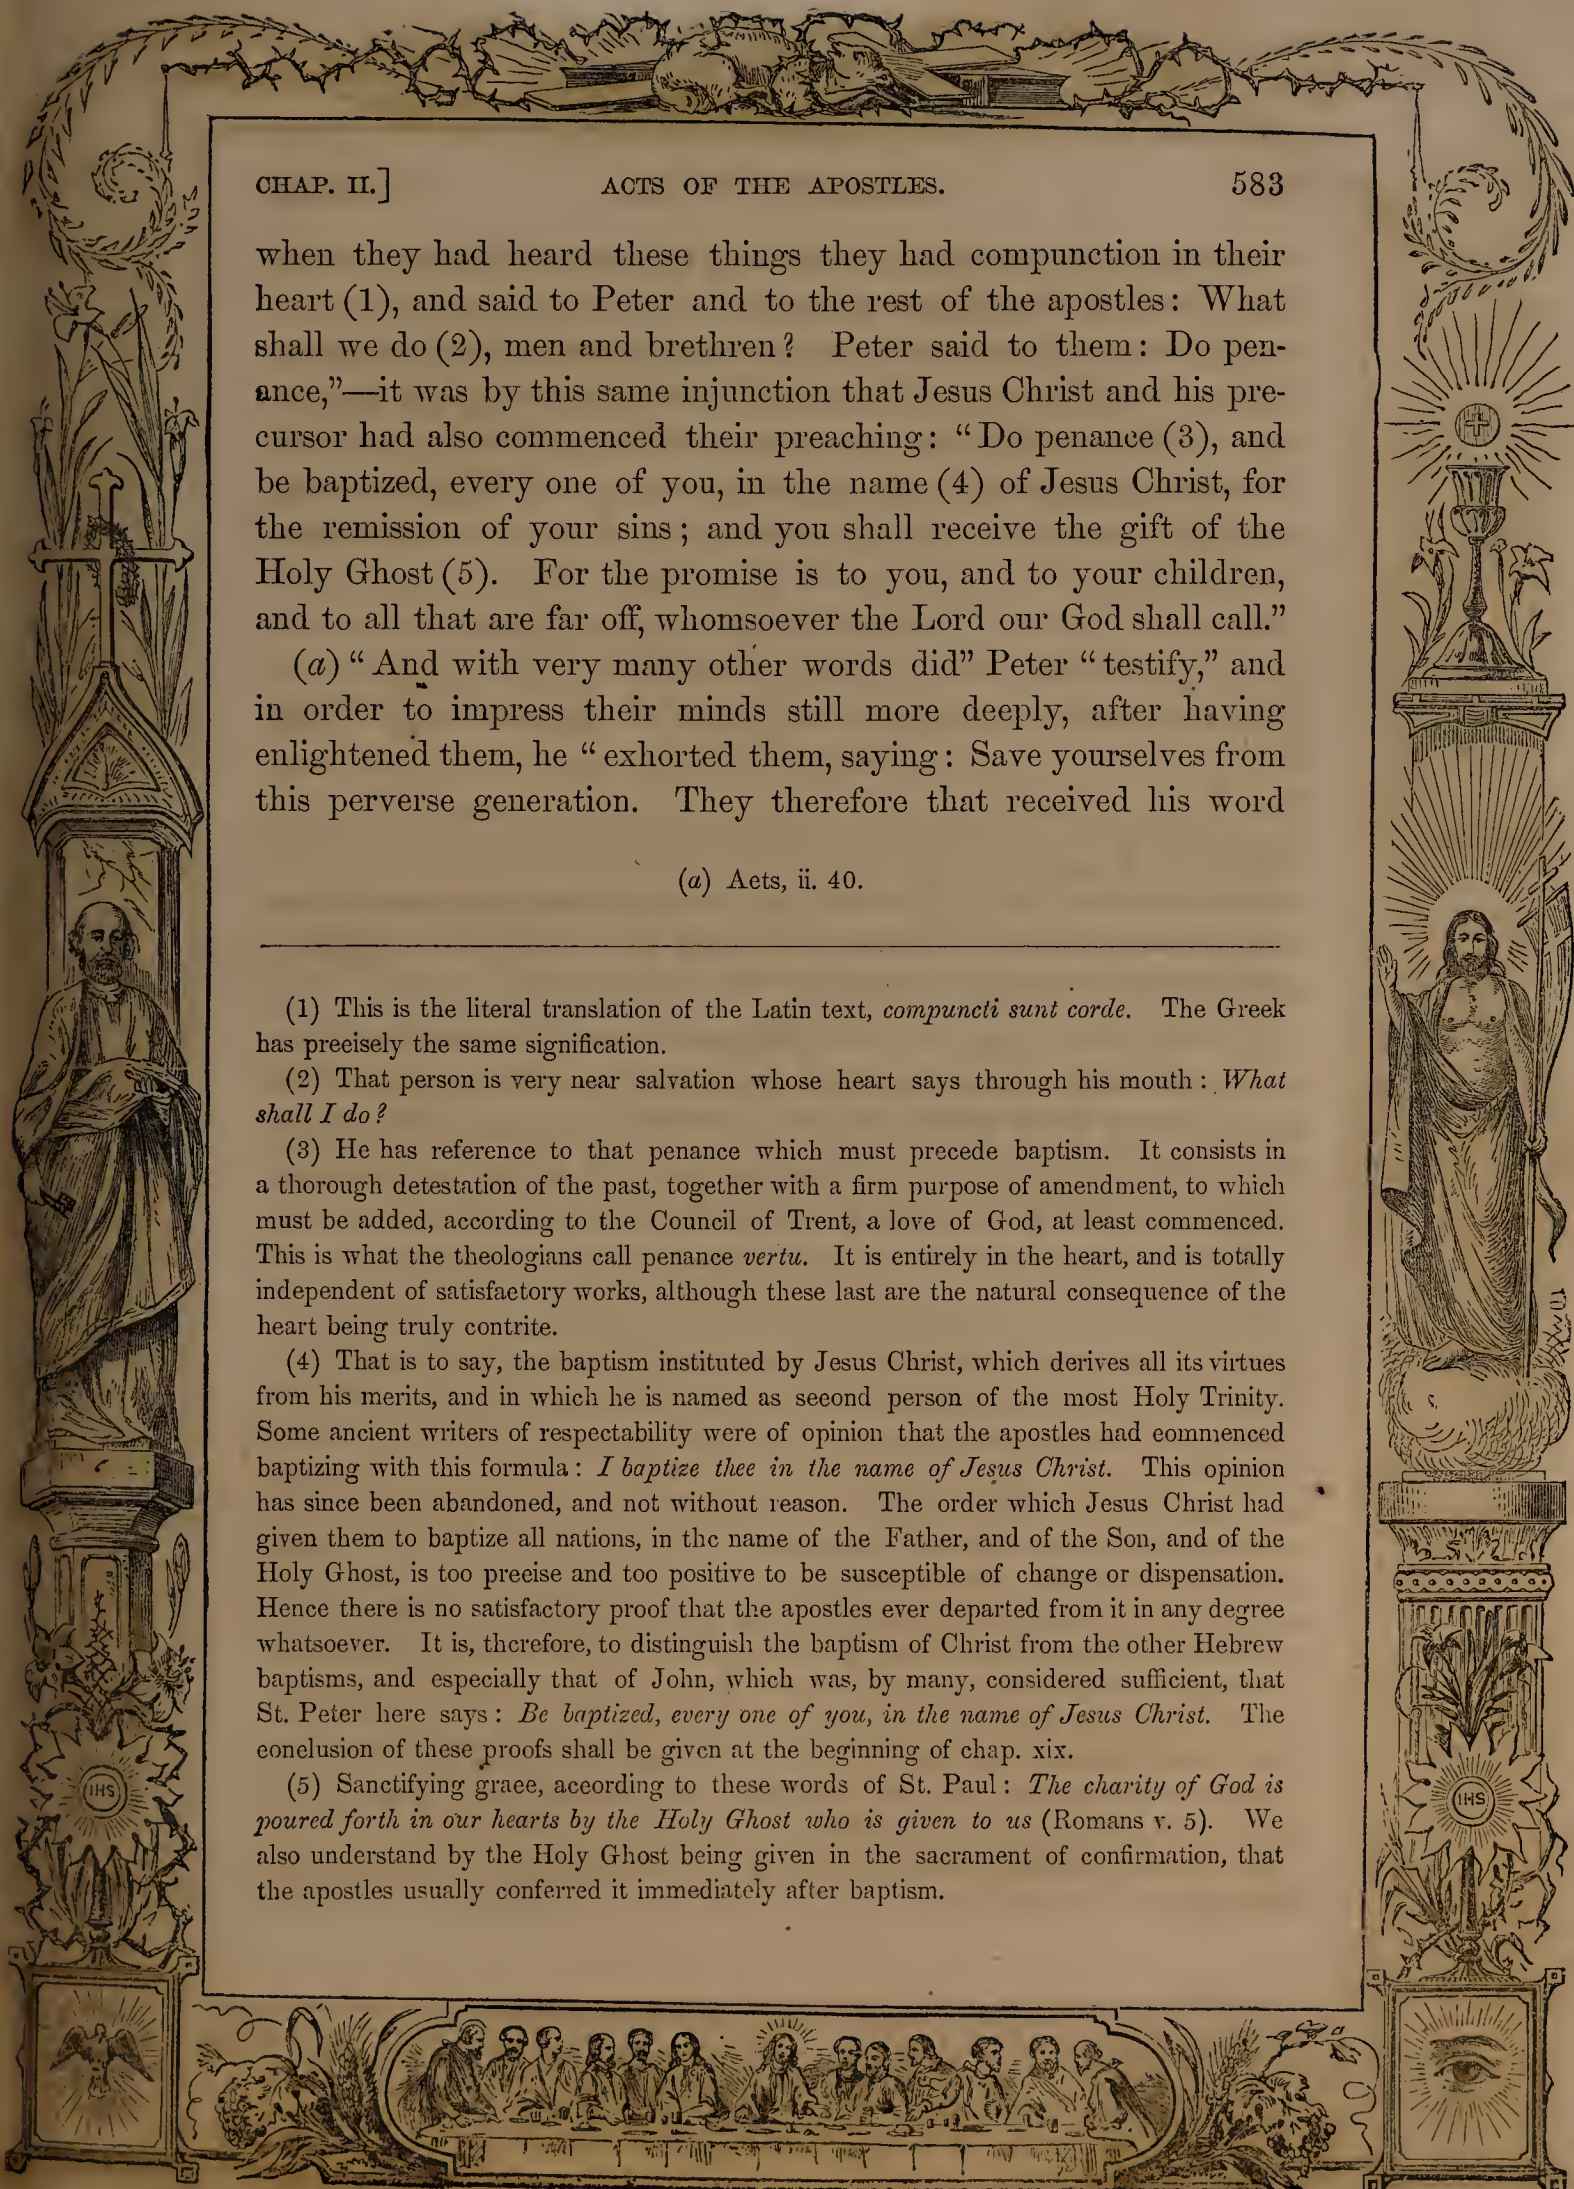 CHAP. II.] ACTS OF THE APOSTLES. 583
when they had heard these things they had compunction in their
heart (1), and said to Peter and to the rest of the apostles: What
shall we do (2), men and brethren? Peter said to them: Do pen-
ance,”—it was by this same injunction that Jesus Christ and his pre-
cursor had also commenced their preaching: “Do penance (3), and
be baptized, every one of you, in the name (4) of Jesus Christ, for
the remission of your sins; and you shall receive the gift of the
Holy Ghost (5). For the promise is to you, and to your children,
and to all that are far off, whomsoever the Lord our God shall call.”
(a) “And with very many other words did” Peter “testify,” and
in order to impress their minds still more deeply, after having
enlightened them, he “exhorted them, saying: Save yourselves from
this perverse generation. They therefore that received his word
(a) Acts, ii. 40.
(1) This is the literal translation of the Latin text, compuncti sunt corde. The Greek
has precisely the same signification.
(2) That person is very near salvation whose heart says through his mouth: What
shall I do?
(3) He has reference to that penance which must precede baptism. It consists in
a thorough detestation of the past, together with a firm purpose of amendment, to which
must be added, according to the Council of Trent, a love of God, at least commenced.
This is what the theologians call penance vertu. It is entirely in the heart, and is totally
independent of satisfactory works, although these last are the natural consequence of the
heart being truly contrite.
(4) That is to say, the baptism instituted by Jesus Christ, which derives all its virtues
from his merits, and in which he is named as second person of the most Holy Trinity.
Some ancient writers of respectability were of opinion that the apostles had commenced
baptizing with this formula: I baptize thee in the name of Jesus Christ. This opinion
has since been abandoned, and not without reason. The order which Jesus Christ had
given them to baptize all nations, in the name of the Father, and of the Son, and of the
Holy Ghost, is too precise and too positive to be susceptible of change or dispensation.
Hence there is no satisfactory proof that the apostles ever departed from it in any degree
whatsoever. It is, therefore, to distinguish the baptism of Christ from the other Hebrew
baptisms, and especially that of John, which was, by many, considered sufficient, that
St. Peter here says: Be baptized, every one of you, in the name of Jesus Christ. The
conclusion of these proofs shall be given at the beginning of chap. xix.
(5) Sanctifying grace, according to these words of St. Paul: The charity of God is
poured forth in our hearts by the Holy Ghost who is given to us (Romans v. 5). We
also understand by the Holy Ghost being given in the sacrament of confirmation, that
the apostles usually conferred it immediately after baptism.
IHS
IHS